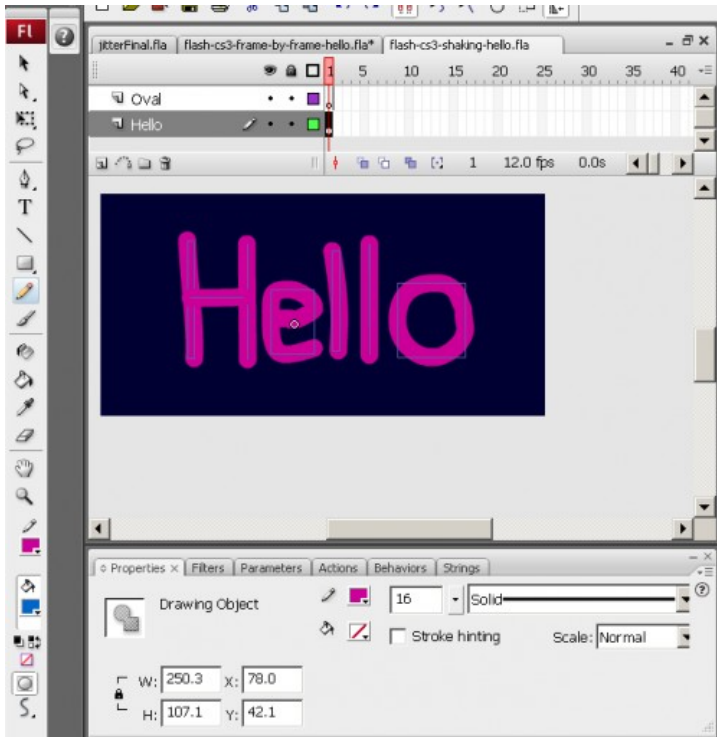 Fl
jitterFinal.fla flash-cs3-frame-by-frame-hello.fla* flash-cs3-shaking-hello.fla
1 5 10 15 20 25 30 35 40
Oval
Hello
1 12.0 fps 0.0s
T
Hello
Properties × Filters Parameters Actions Behaviors Strings
Drawing Object
16 Solid
Stroke hinting Scale: Normal
W: 250.3 X: 78.0
H: 107.1 Y: 42.1